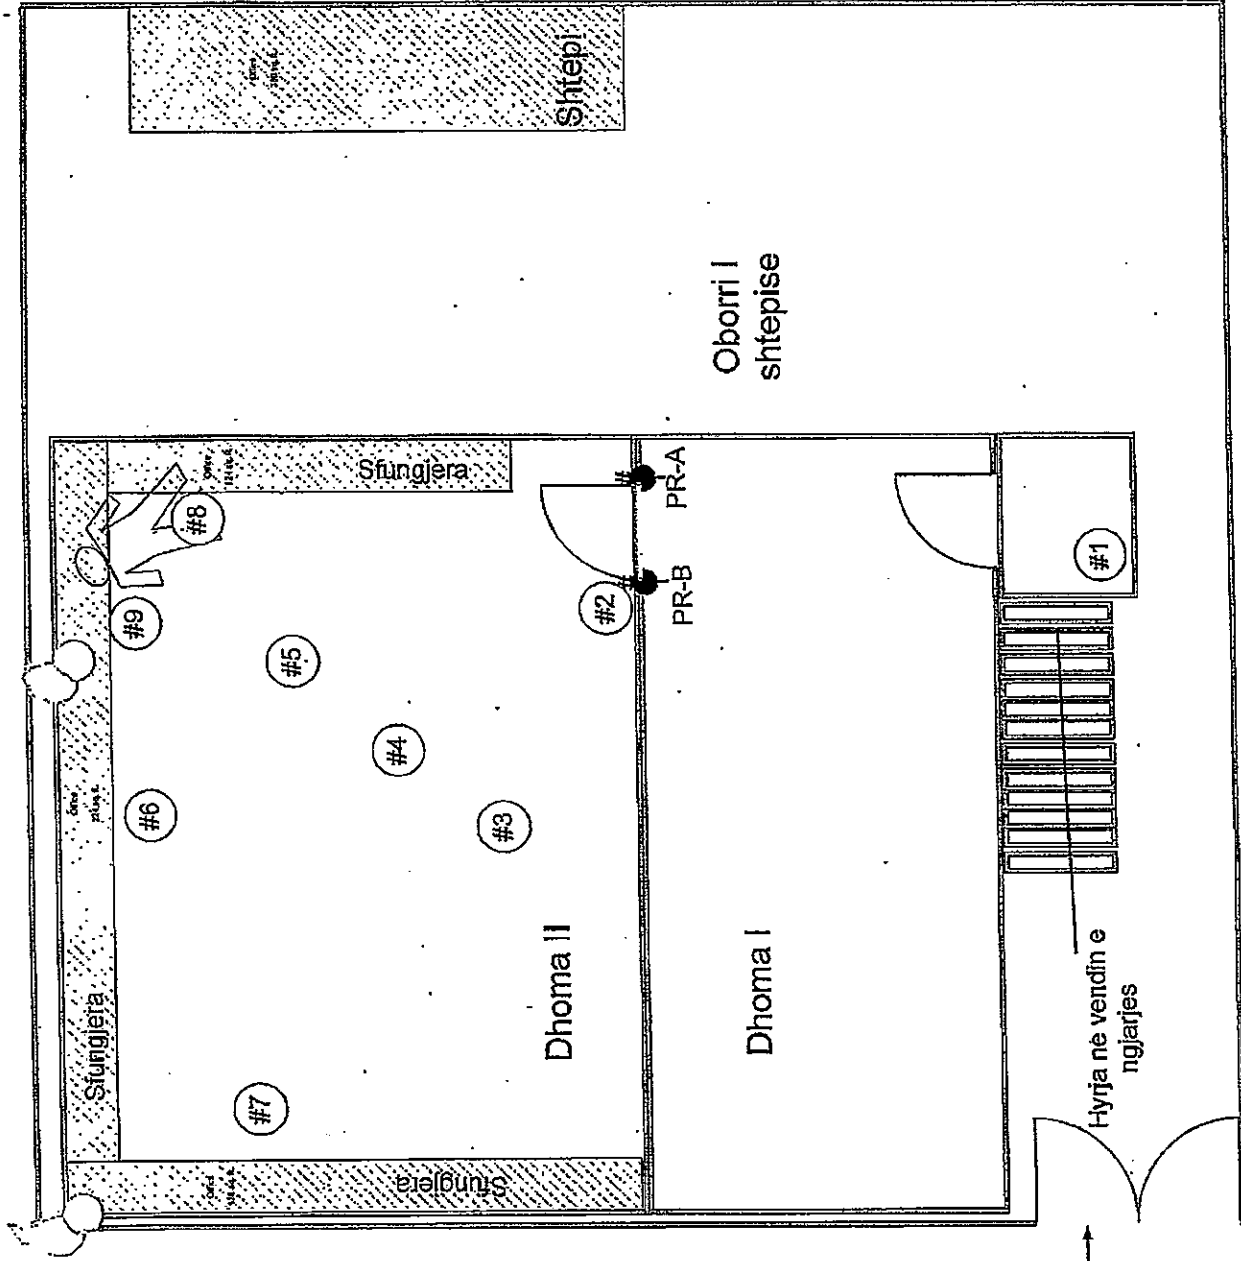 Sfungjera
Sfungjera
Sfungjera
Shtepi
#1
#2
#3
#4
#5
#6
#7
#8
#9
PR-A
PR-B
Dhoma II
Dhoma I
Oborri I
shtepise
Hyrja në vendin e
ngjarjes